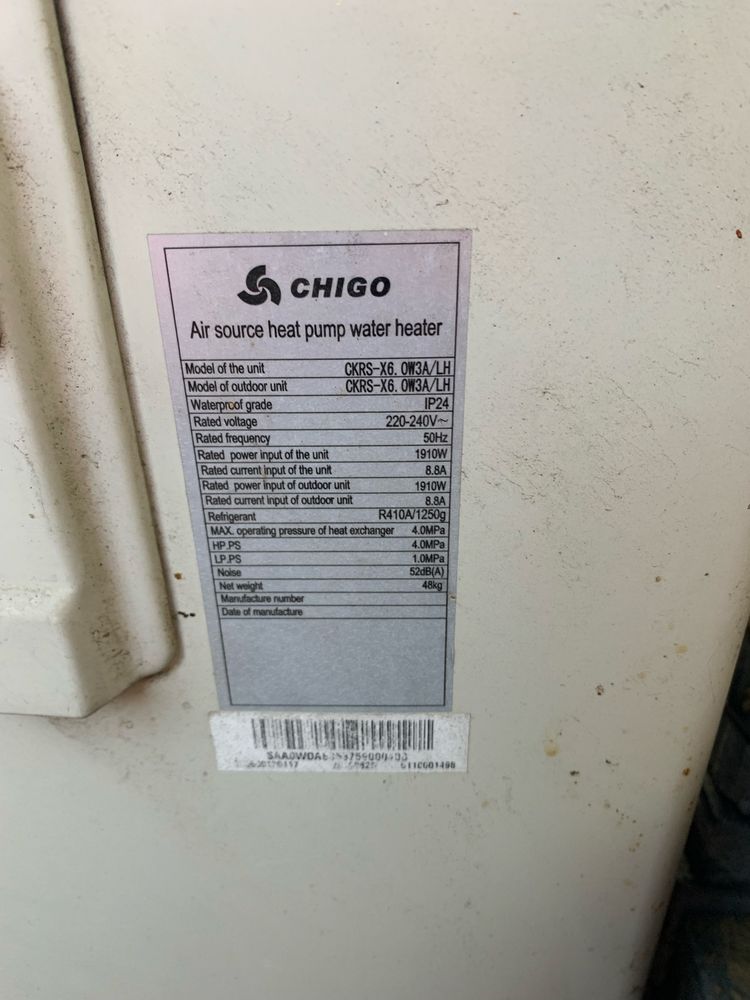 CHIGO
Air source heat pump water heater
Model of the unit CKRS-X6.0W3A/LH
Model of outdoor unit CKRS-X6.0W3A/LH
Waterproof grade IP24
Rated voltage 220-240V~
Rated frequency 50Hz
Rated power input of the unit 1910W
Rated current input of the unit 8.8A
Rated power input of outdoor unit 1910W
Rated current input of outdoor unit 8.8A
Refrigerant R410A/1250g
MAX. operating pressure of heat exchanger 4.0MPa
HP.PS 4.0MPa
LP.PS 1.0MPa
Noise 52dB(A)
Net weight 48kg
Manufacture number
Date of manufacture